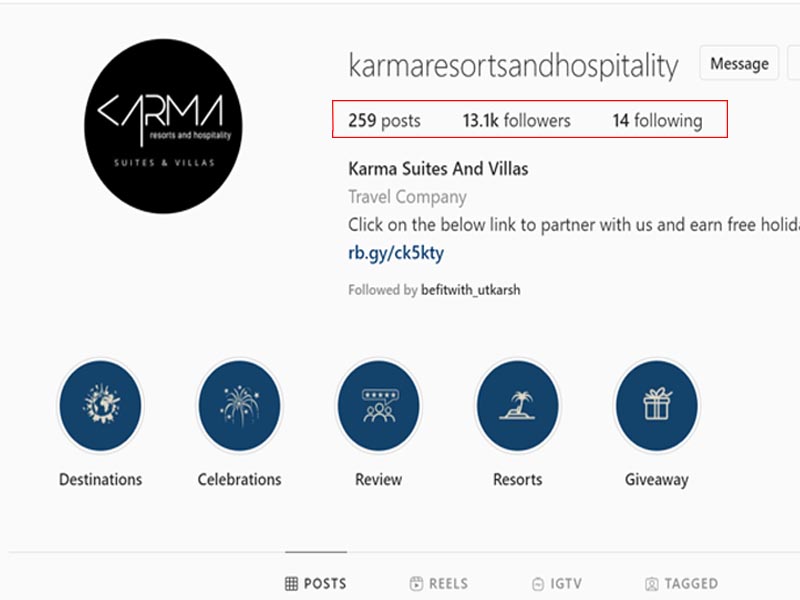 KARMA
resorts and hospitality
SUITES & VILLAS
karmaresortsandhospitality Message
259 posts 13.1k followers 14 following
Karma Suites And Villas
Travel Company
Click on the below link to partner with us and earn free holida
rb.gy/ck5kty
Followed by befitwith_utkarsh
Destinations Celebrations Review Resorts Giveaway
POSTS REELS IGTV TAGGED